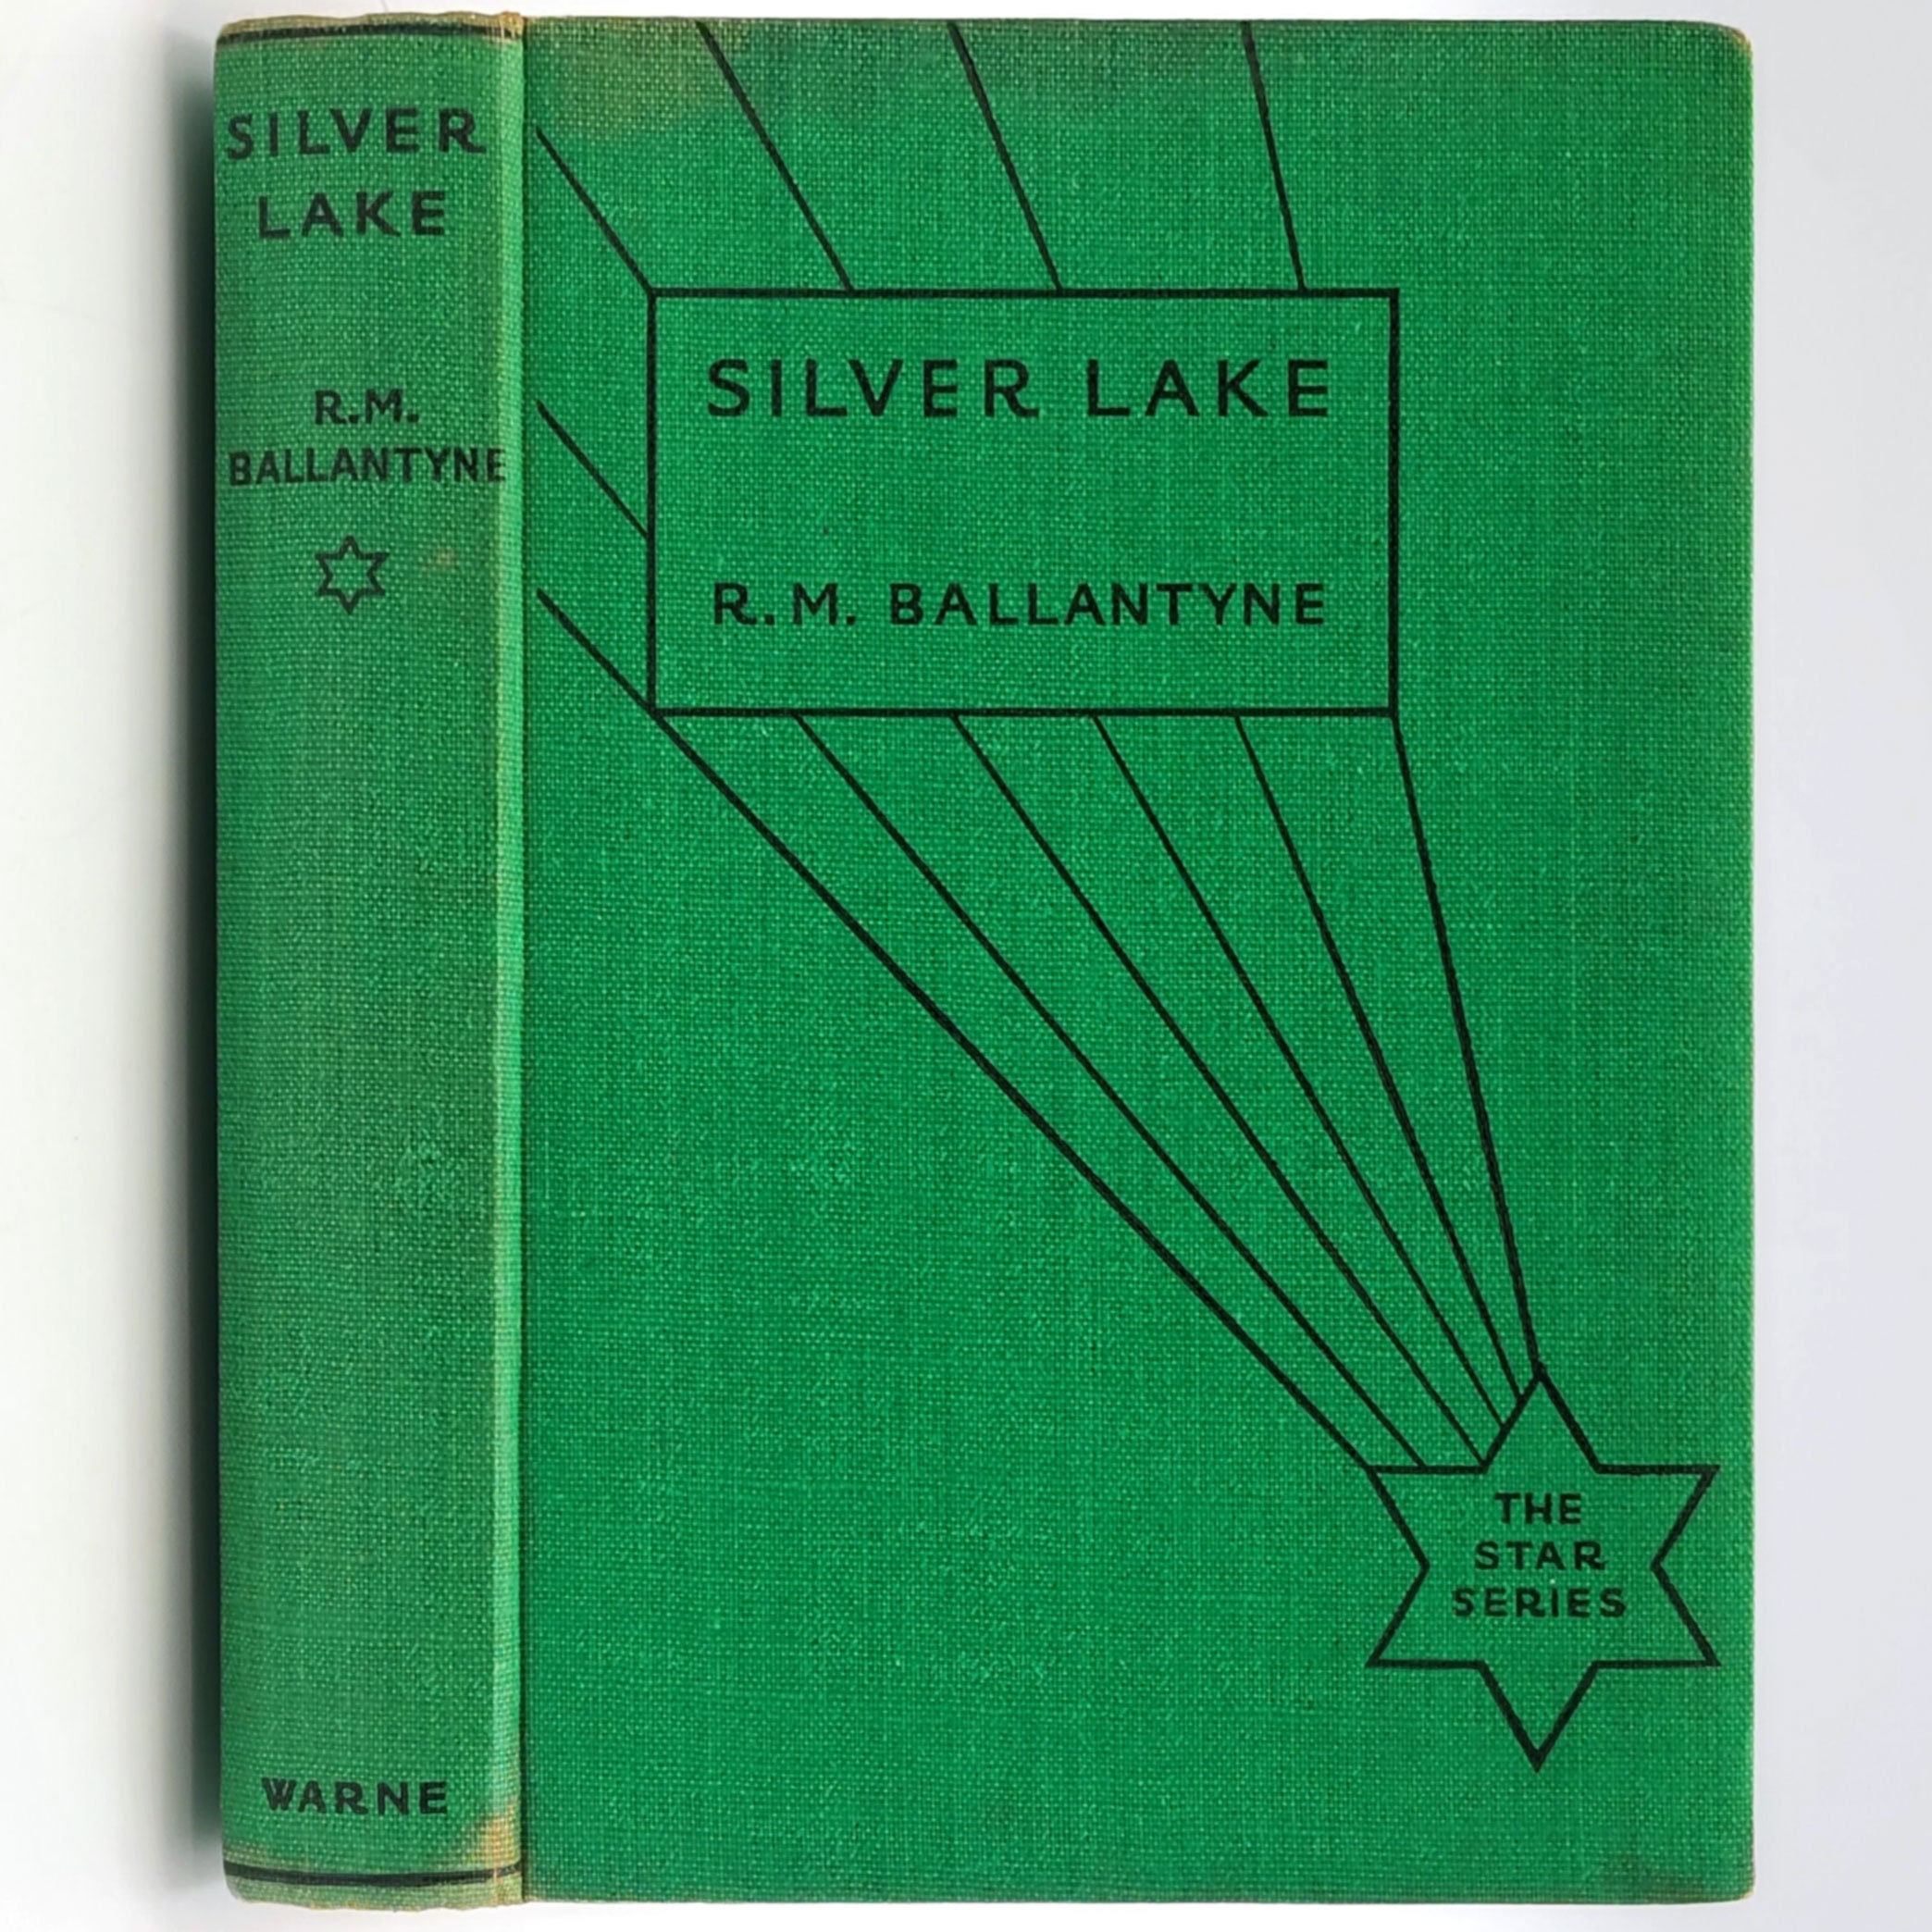 SILVER
LAKE
R.M.
BALLANTYNE
WARNE
SILVER LAKE
R. M. BALLANTYNE
THE
STAR
SERIES